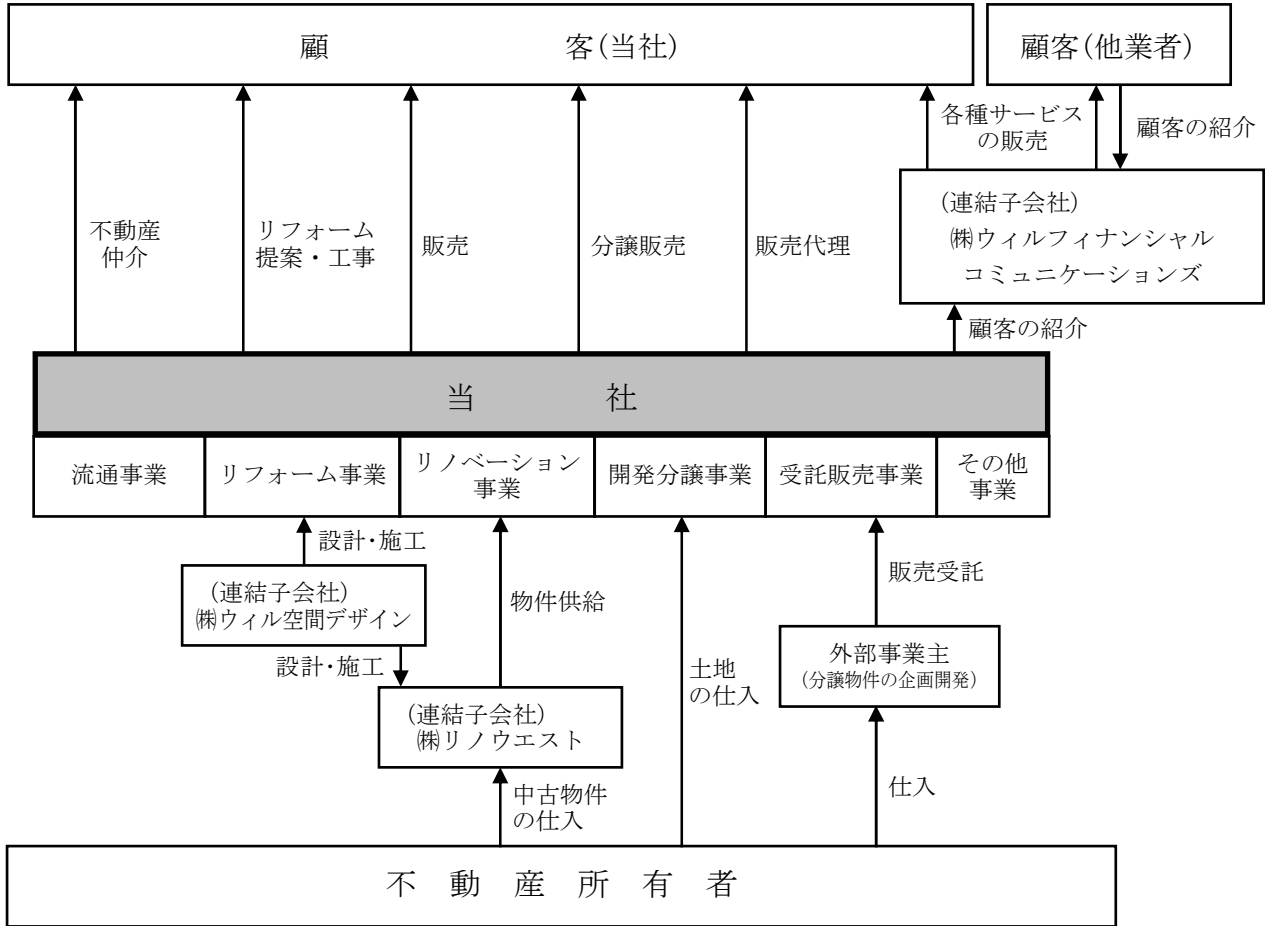 顧客(当社)
顧客(他業者)
各種サービス
の販売
顧客の紹介
(連結子会社)
㈱ウィルフィナンシャル
コミュニケーションズ
不動産
仲介
リフォーム
提案・工事
販売
分譲販売
販売代理
顧客の紹介
当社
流通事業
リフォーム事業
リノベーション
事業
開発分譲事業
受託販売事業
その他
事業
設計・施工
(連結子会社)
㈱ウィル空間デザイン
設計・施工
物件供給
販売受託
外部事業主
(分譲物件の企画開発)
土地
の仕入
(連結子会社)
㈱リノウエスト
中古物件
の仕入
仕入
不動産所有者